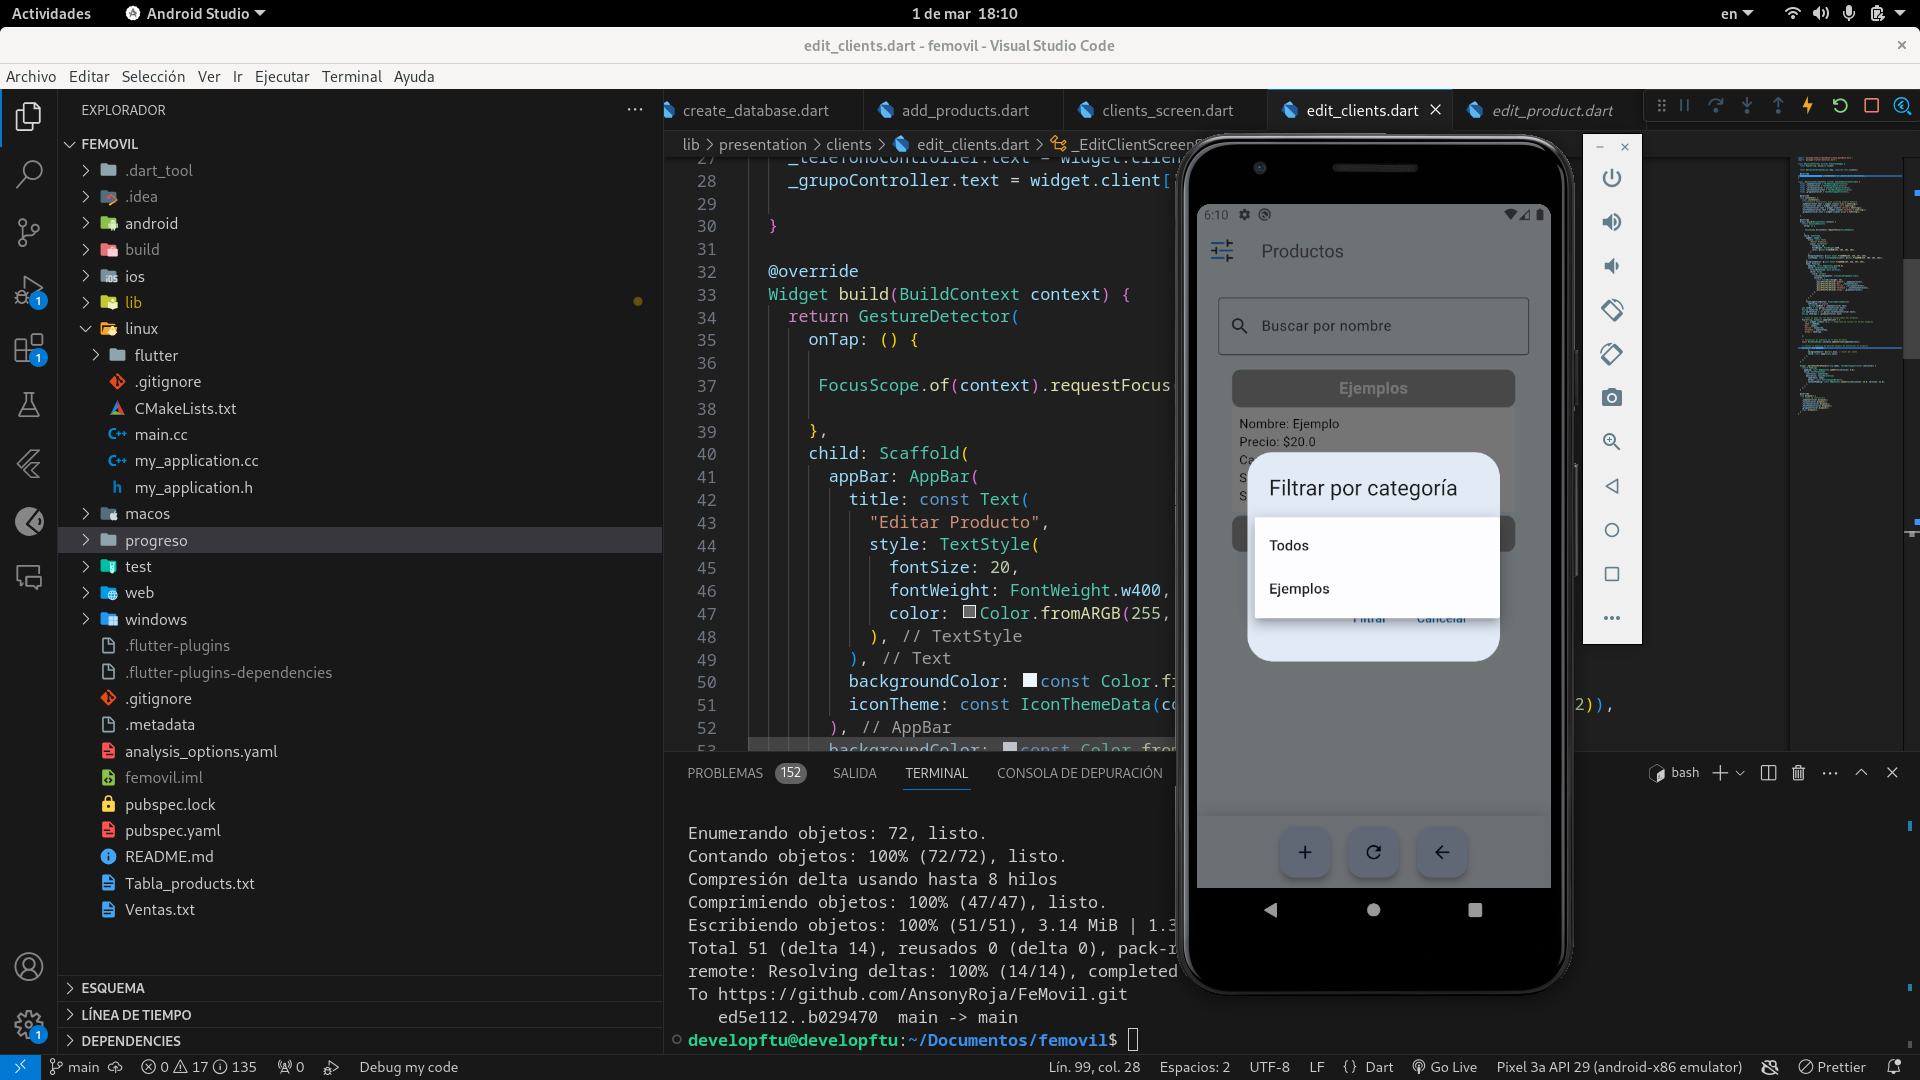 Actividades
Android Studio
1 de mar 18:10
en
edit_clients.dart - femovil - Visual Studio Code
Archivo Editar Selección Ver Ir Ejecutar Terminal Ayuda
EXPLORADOR
FEMOVIL
.dart_tool
.idea
android
build
ios
lib
linux
flutter
.gitignore
CMakeLists.txt
main.cc
my_application.cc
my_application.h
macos
progreso
test
web
windows
.flutter-plugins
.flutter-plugins-dependencies
.gitignore
.metadata
analysis_options.yaml
femovil.iml
pubspec.lock
pubspec.yaml
README.md
Tabla_products.txt
Ventas.txt
ESQUEMA
LÍNEA DE TIEMPO
DEPENDENCIES
1
1
1
create_database.dart
add_products.dart
clients_screen.dart
edit_clients.dart
edit_product.dart
lib > presentation > clients > edit_clients.dart > _EditClientScreenS
27 _telefonoController.text = widget.clien
28 _grupoController.text = widget.client[
29
30 }
31
32 @override
33 Widget build(BuildContext context) {
34 return GestureDetector(
35 onTap: () {
36
37 FocusScope.of(context).requestFocus(
38
39 },
40 child: Scaffold(
41 appBar: AppBar(
42 title: const Text(
43 "Editar Producto",
44 style: TextStyle(
45 fontSize: 20,
46 fontWeight: FontWeight.w400,
47 color: Color.fromARGB(255,
48 ), // TextStyle
49 ), // Text
50 backgroundColor: const Color.fr
51 iconTheme: const IconThemeData(co
2)),
52 ), // AppBar
53 backgroundColor: const Color.from
PROBLEMAS 152 SALIDA TERMINAL CONSOLA DE DEPURACIÓN
bash
Enumerando objetos: 72, listo.
Contando objetos: 100% (72/72), listo.
Compresión delta usando hasta 8 hilos
Comprimiendo objetos: 100% (47/47), listo.
Escribiendo objetos: 100% (51/51), 3.14 MiB | 1.3
Total 51 (delta 14), reusados 0 (delta 0), pack-r
remote: Resolving deltas: 100% (14/14), completed
To https://github.com/AnsonyRoja/FeMovil.git
ed5e112..b029470 main -> main
developftu@developftu:~/Documentos/femovil$
6:10
Productos
Buscar por nombre
Ejemplos
Nombre: Ejemplo
Precio: $20.0
Ca
S
S
Filtrar por categoría
Todos
Ejemplos
Filtrar Cancelar
main
0 17 135
0
Debug my code
Lín. 99, col. 28
Espacios: 2
UTF-8
LF
{ } Dart
Go Live
Pixel 3a API 29 (android-x86 emulator)
Prettier